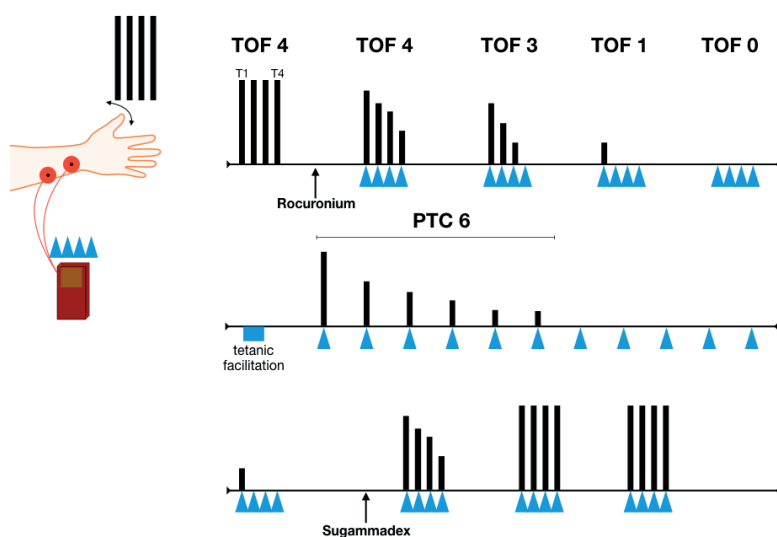 TOF 4 TOF 4 TOF 3 TOF 1 TOF 0
T1 T4
Rocuronium
PTC 6
tetanic
facilitation
Sugammadex